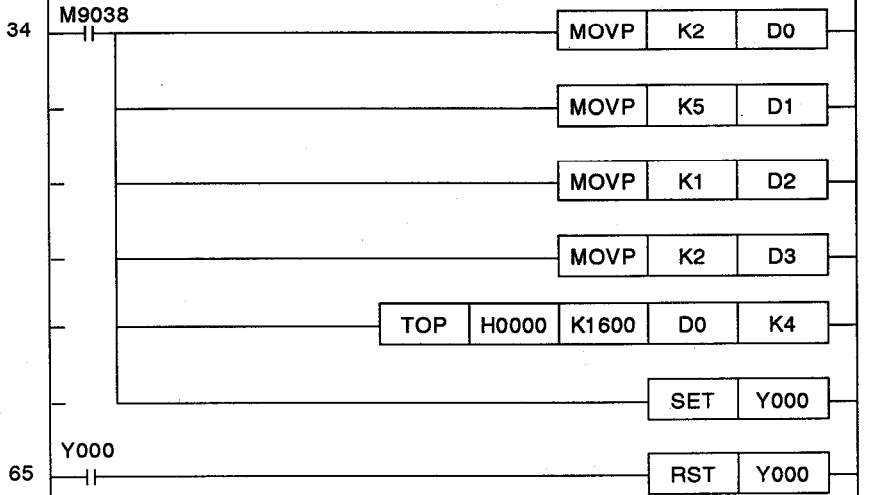 M9038
34 MOVP K2 D0
MOVP K5 D1
MOVP K1 D2
MOVP K2 D3
TOP H0000 K1600 D0 K4
SET Y000
Y000
65 RST Y000